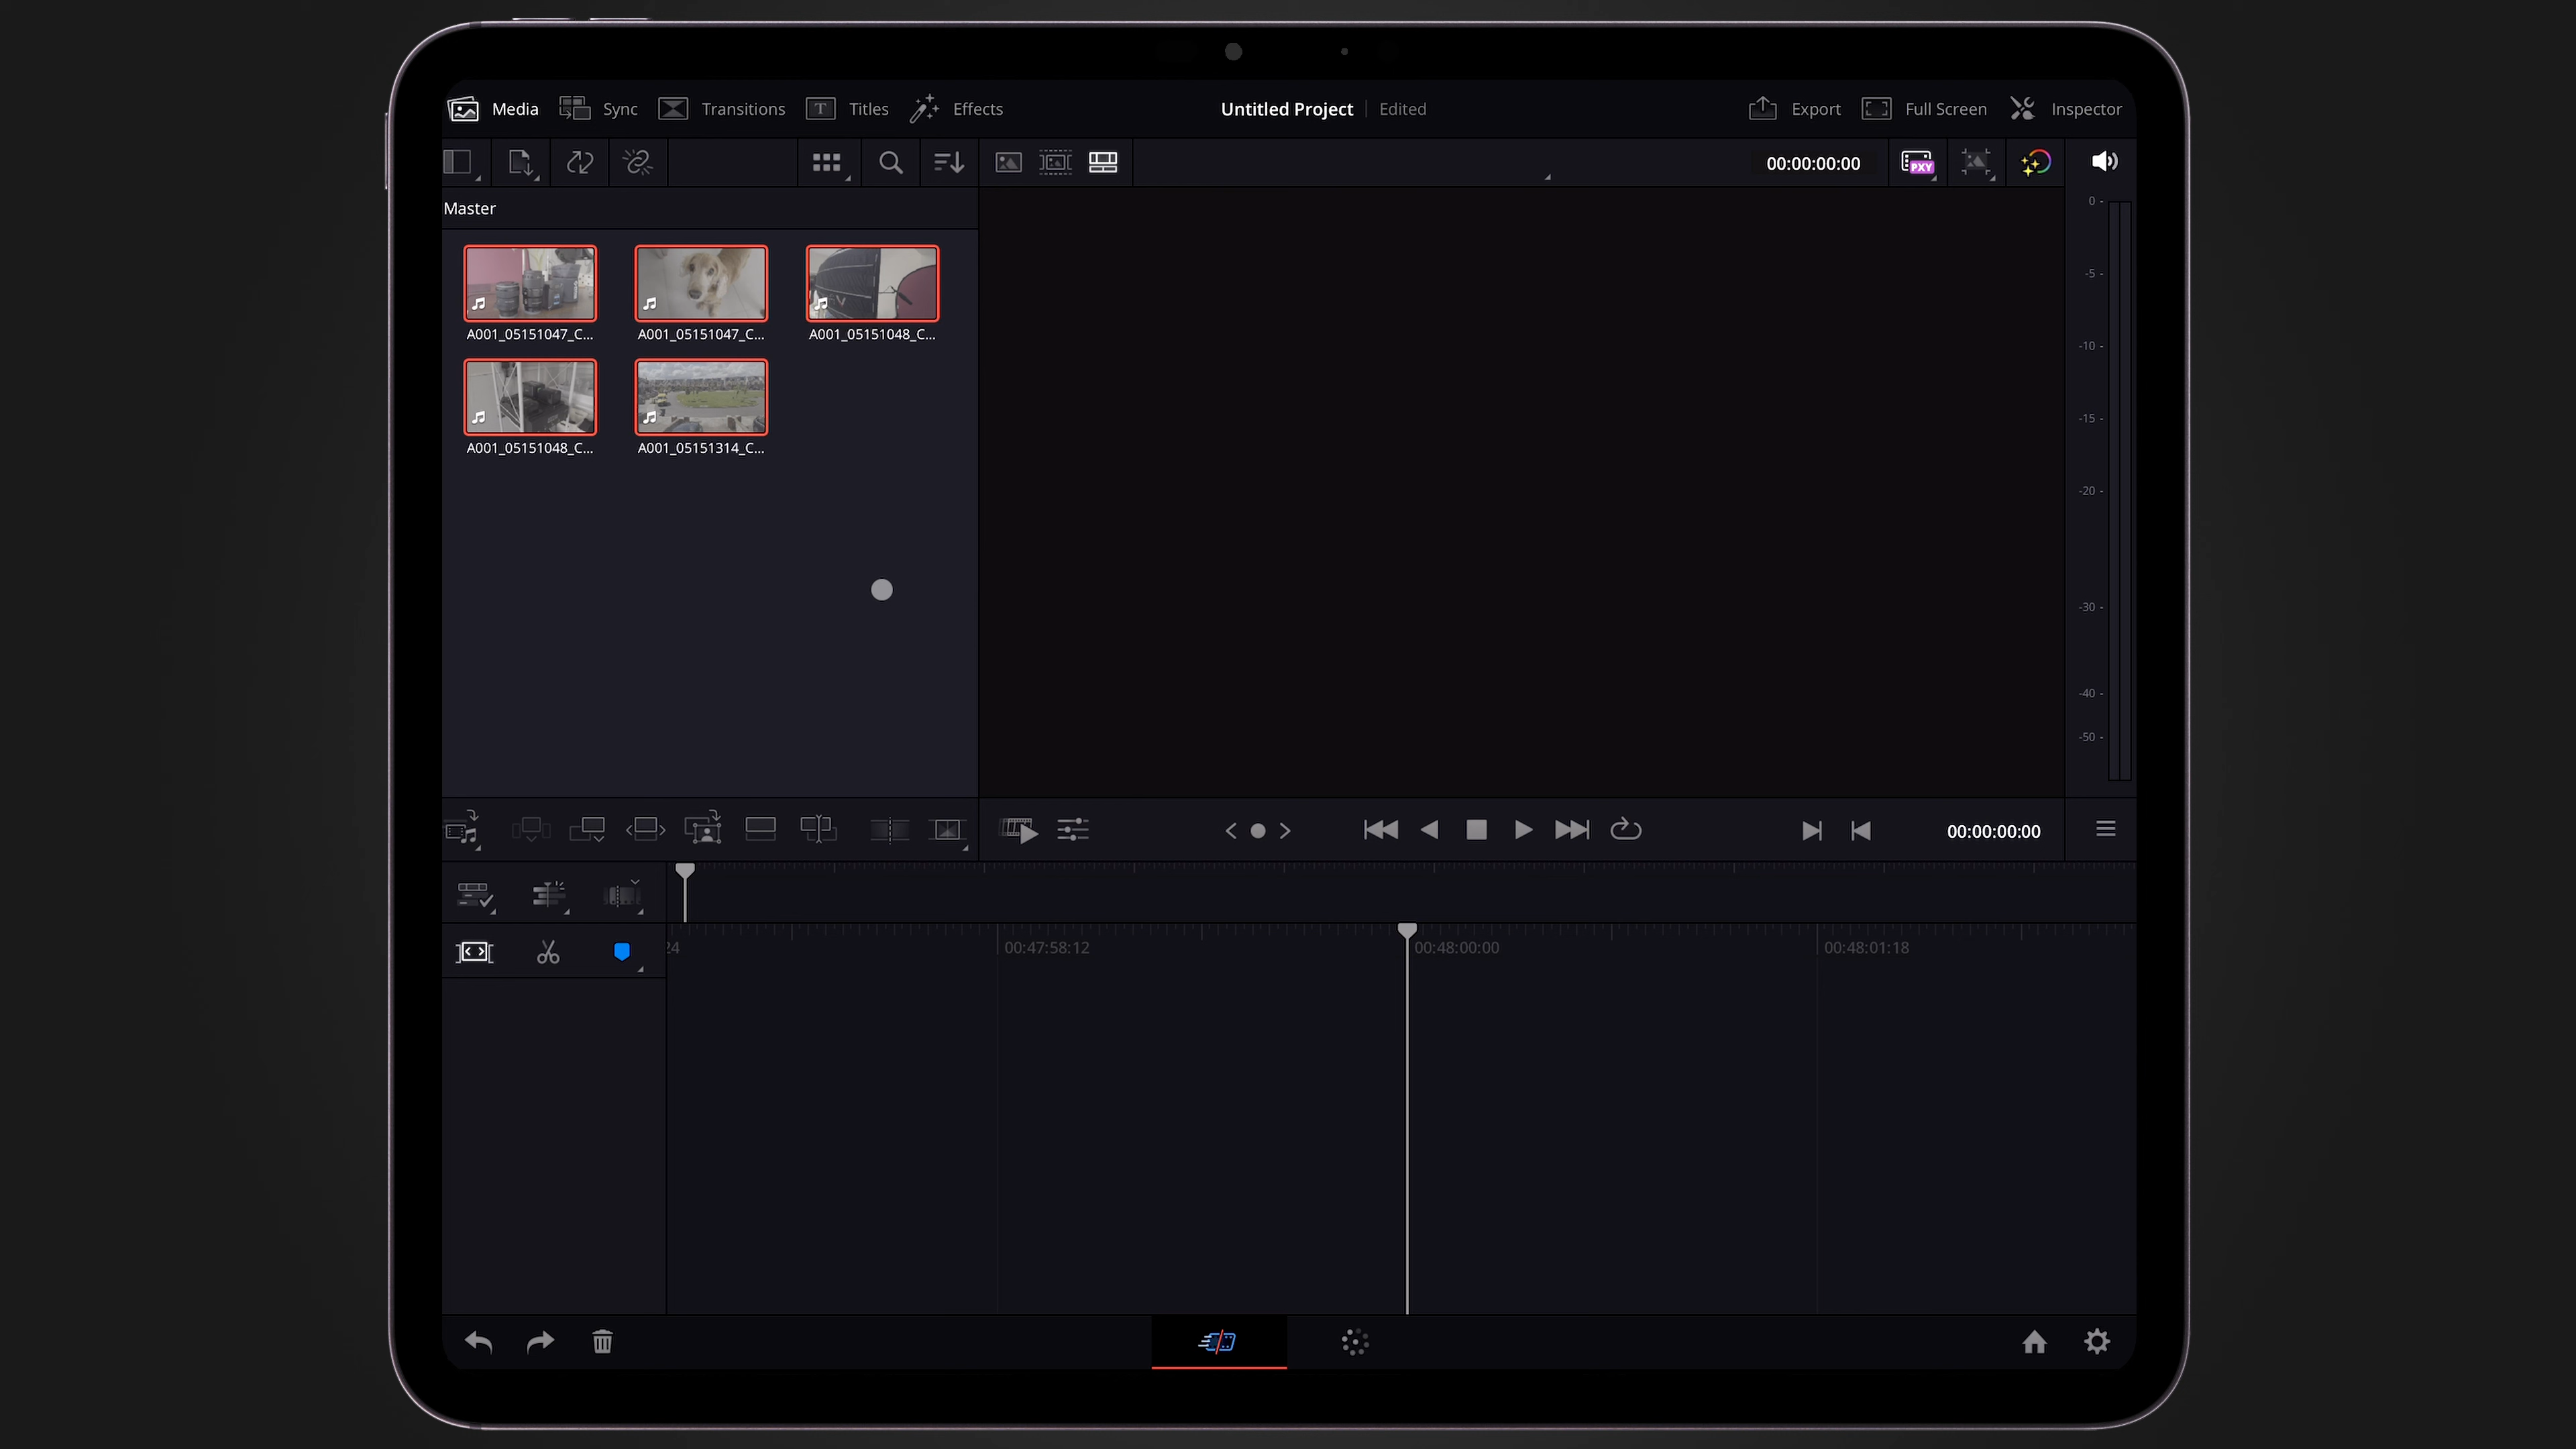 Media Sync Transitions Titles Effects Untitled Project Edited Export Full Screen Inspector
00:00:00:00 PXY
Master
A001_05151047_C... A001_05151047_C... A001_05151048_C...
A001_05151048_C... A001_05151314_C...
0 -
-5 -
-10 -
-15 -
-20 -
-30 -
-40 -
-50 -
00:00:00:00
24 00:47:58:12 00:48:00:00 00:48:01:18